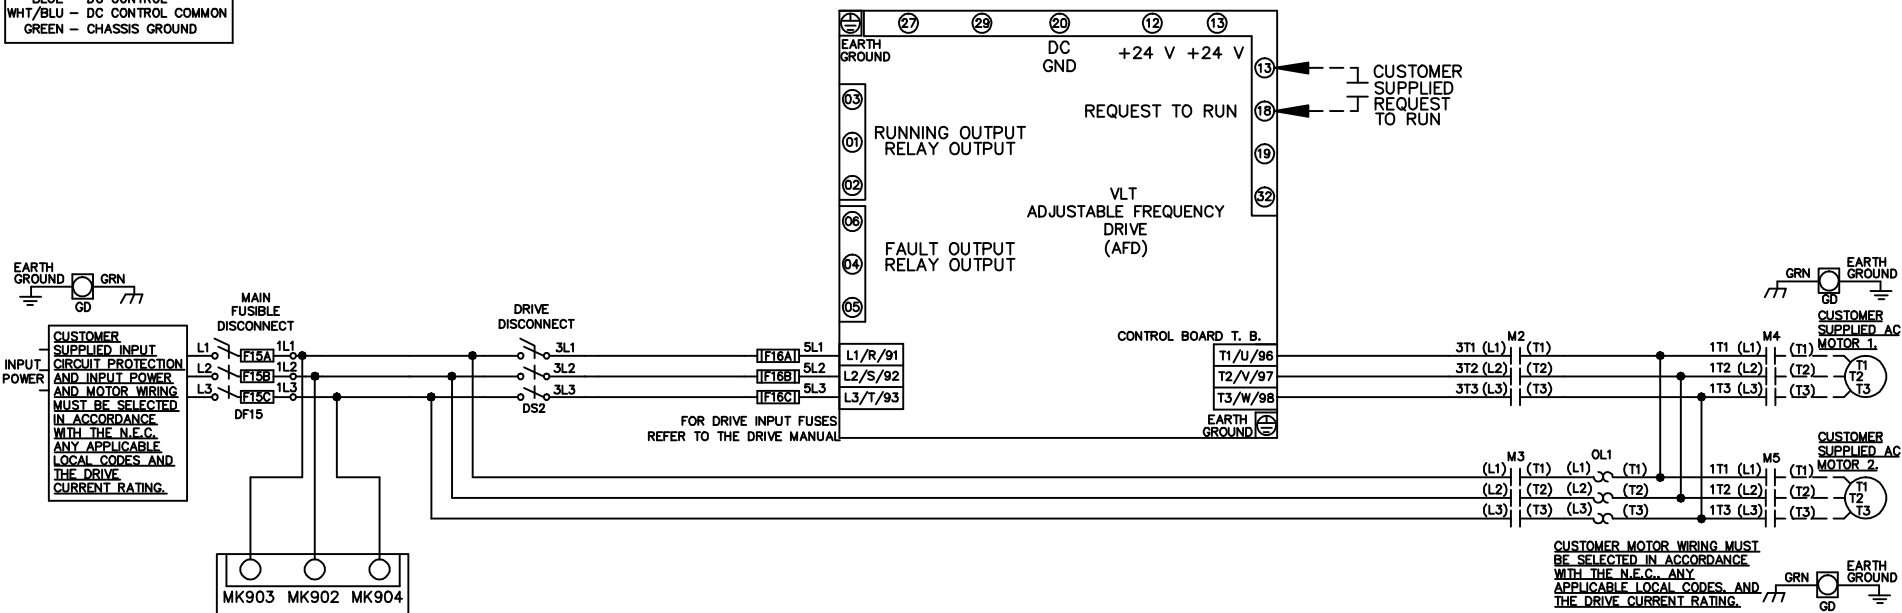 WHT/BLU – DC CONTROL COMMON
GREEN – CHASSIS GROUND
EARTH
GROUND
27
29
20
12
13
DC
GND
+24 V
+24 V
13
18
19
32
REQUEST TO RUN
CUSTOMER
SUPPLIED
REQUEST
TO RUN
03
01
02
RUNNING OUTPUT
RELAY OUTPUT
06
04
05
FAULT OUTPUT
RELAY OUTPUT
VLT
ADJUSTABLE FREQUENCY
DRIVE
(AFD)
EARTH
GROUND
GRN
GD
INPUT
POWER
CUSTOMER
SUPPLIED INPUT
CIRCUIT PROTECTION
AND INPUT POWER
AND MOTOR WIRING
MUST BE SELECTED
IN ACCORDANCE
WITH THE N.E.C.
ANY APPLICABLE
LOCAL CODES AND
THE DRIVE
CURRENT RATING.
MAIN
FUSIBLE
DISCONNECT
L1
F15A
1L1
L2
F15B
1L2
L3
F15C
1L3
DF15
DRIVE
DISCONNECT
3L1
3L2
3L3
DS2
F16A
5L1
F16B
5L2
F16C
5L3
FOR DRIVE INPUT FUSES
REFER TO THE DRIVE MANUAL
L1/R/91
L2/S/92
L3/T/93
CONTROL BOARD T. B.
T1/U/96
T2/V/97
T3/W/98
EARTH
GROUND
MK903 MK902 MK904
M2
3T1 (L1) (T1)
3T2 (L2) (T2)
3T3 (L3) (T3)
M4
1T1 (L1) (T1)
1T2 (L2) (T2)
1T3 (L3) (T3)
GRN
GD
EARTH
GROUND
CUSTOMER
SUPPLIED AC
MOTOR 1.
T1
T2
T3
M3
(L1) (T1)
(L2) (T2)
(L3) (T3)
OL1
(L1) (T1)
(L2) (T2)
(L3) (T3)
M5
1T1 (L1) (T1)
1T2 (L2) (T2)
1T3 (L3) (T3)
CUSTOMER
SUPPLIED AC
MOTOR 2.
T1
T2
T3
CUSTOMER MOTOR WIRING MUST
BE SELECTED IN ACCORDANCE
WITH THE N.E.C., ANY
APPLICABLE LOCAL CODES, AND
THE DRIVE CURRENT RATING.
GRN
GD
EARTH
GROUND